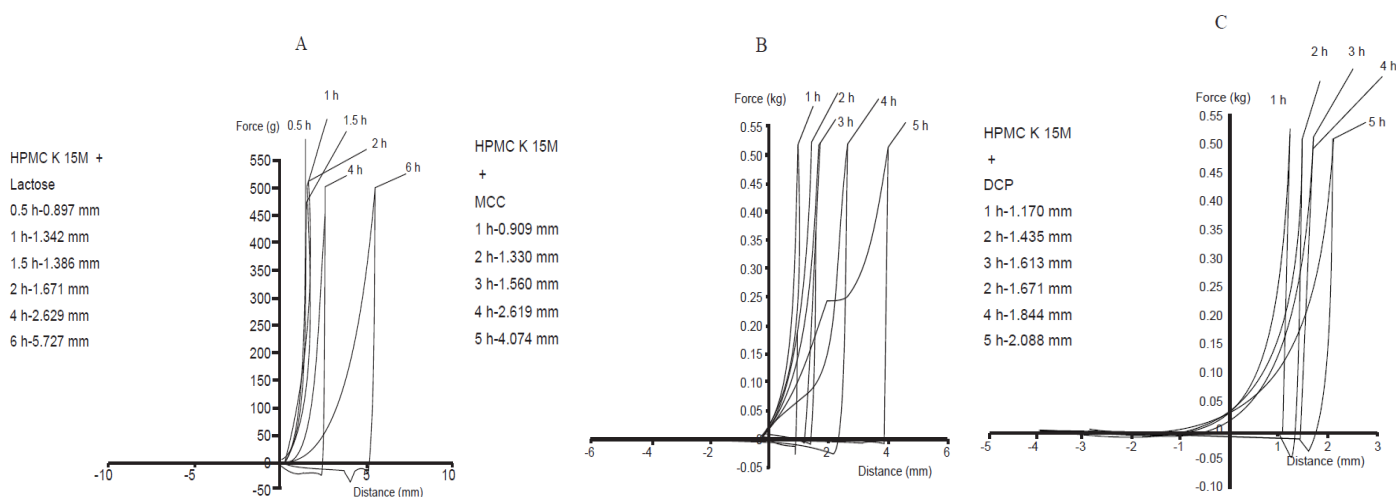 A
HPMC K 15M +
Lactose
0.5 h-0.897 mm
1 h-1.342 mm
1.5 h-1.386 mm
2 h-1.671 mm
4 h-2.629 mm
6 h-5.727 mm
Force (g)
0.5 h
1 h
1.5 h
2 h
4 h
6 h
550
500
450
400
350
300
250
200
150
100
50
0
-50
-10
-5
0
5
10
Distance (mm)
B
HPMC K 15M
+
MCC
1 h-0.909 mm
2 h-1.330 mm
3 h-1.560 mm
4 h-2.619 mm
5 h-4.074 mm
Force (kg)
1 h
2 h
3 h
4 h
5 h
0.55
0.50
0.45
0.40
0.35
0.30
0.25
0.20
0.15
0.10
0.05
0
-0.05
-6
-4
-2
0
2
4
6
Distance (mm)
C
HPMC K 15M
+
DCP
1 h-1.170 mm
2 h-1.435 mm
3 h-1.613 mm
2 h-1.671 mm
4 h-1.844 mm
5 h-2.088 mm
Force (kg)
1 h
2 h
3 h
4 h
5 h
0.55
0.50
0.45
0.40
0.35
0.30
0.25
0.20
0.15
0.10
0.05
0
-0.05
-0.10
-5
-4
-3
-2
-1
0
1
2
3
Distance (mm)